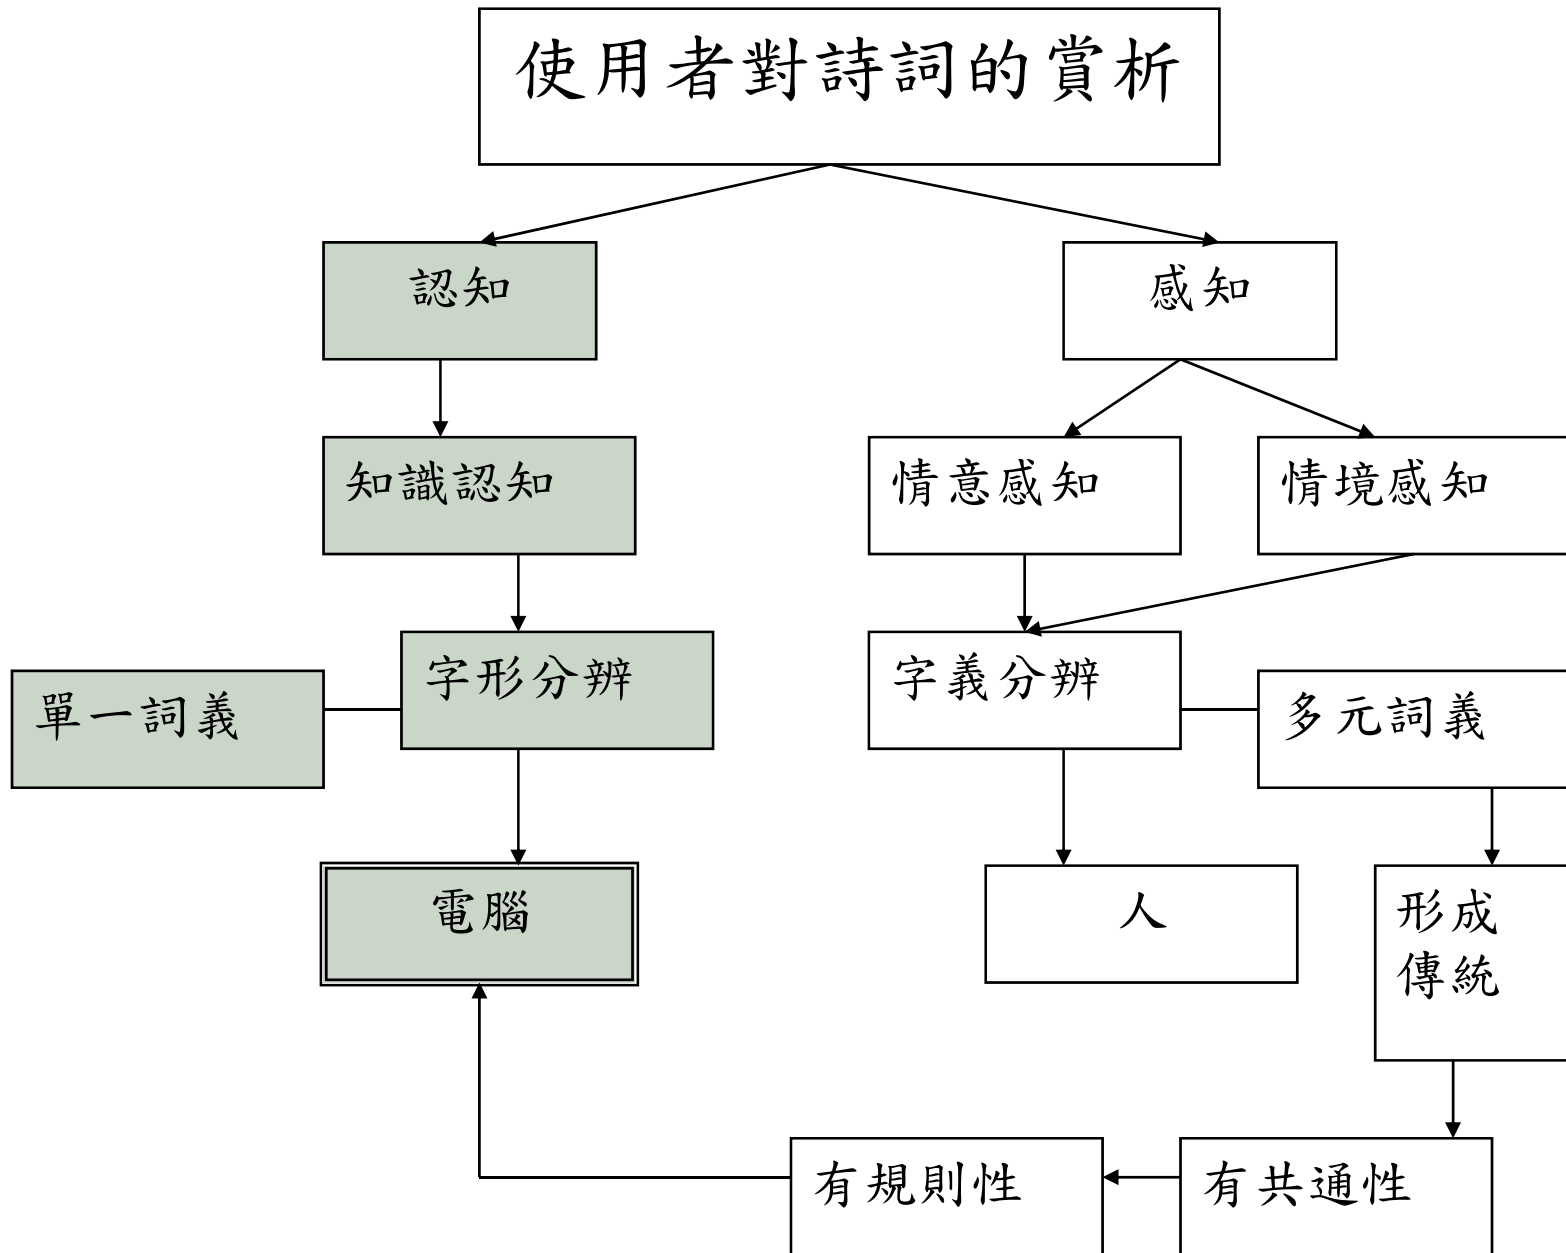 使用者對詩詞的賞析
認知
感知
知識認知
情意感知
情境感知
字形分辨
字義分辨
單一詞義
多元詞義
電腦
人
形成
傳統
有規則性
有共通性